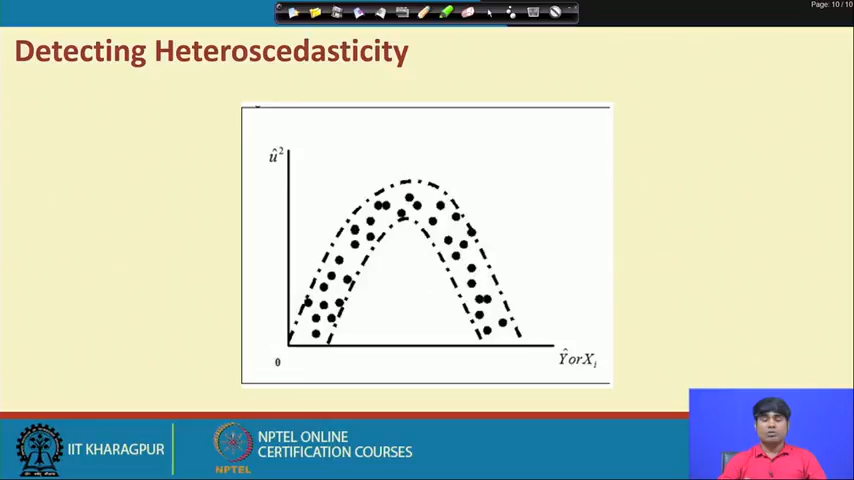 Page: 10 / 10
Detecting Heteroscedasticity
û²
0
Ŷ or Xᵢ
IIT KHARAGPUR
NPTEL
NPTEL ONLINE
CERTIFICATION COURSES